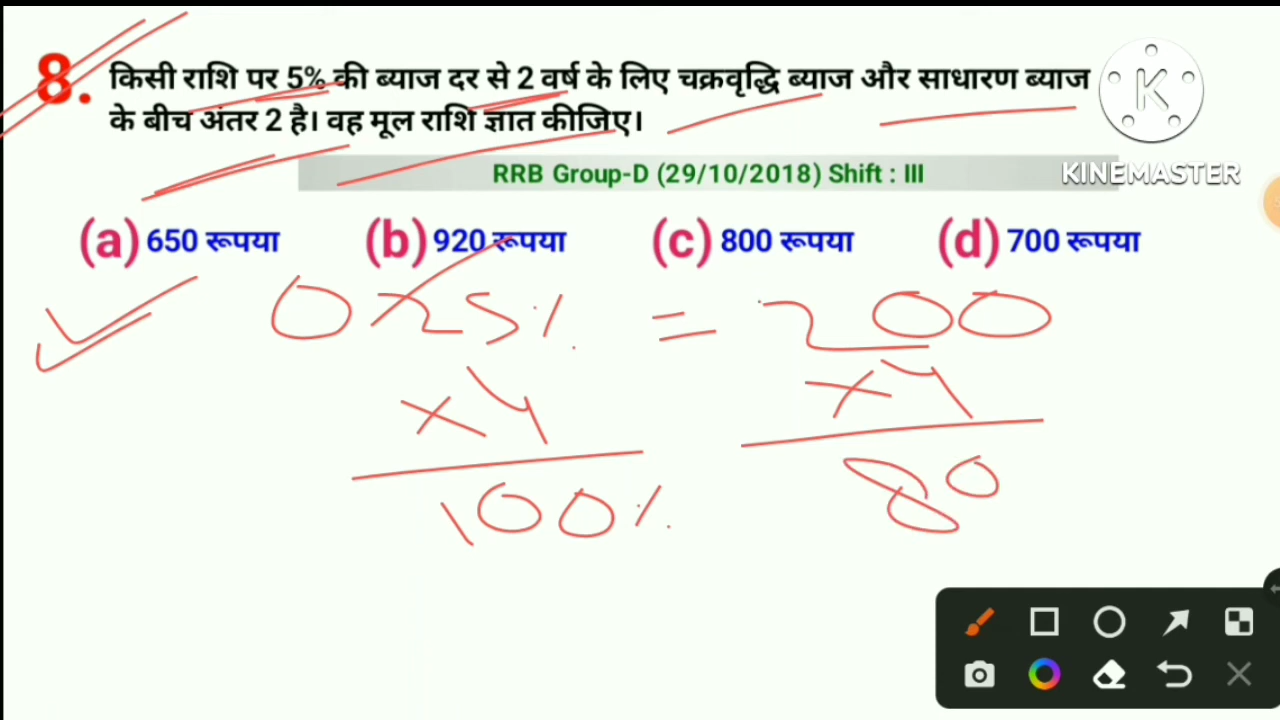 8. किसी राशि पर 5% की ब्याज दर से 2 वर्ष के लिए चक्रवृद्धि ब्याज और साधारण ब्याज
के बीच अंतर 2 है। वह मूल राशि ज्ञात कीजिए।
K
KINEMASTER
RRB Group-D (29/10/2018) Shift : III
(a) 650 रूपया (b) 920 रूपया (c) 800 रूपया (d) 700 रूपया
0 25% = 200
×4 ×4
100% 80